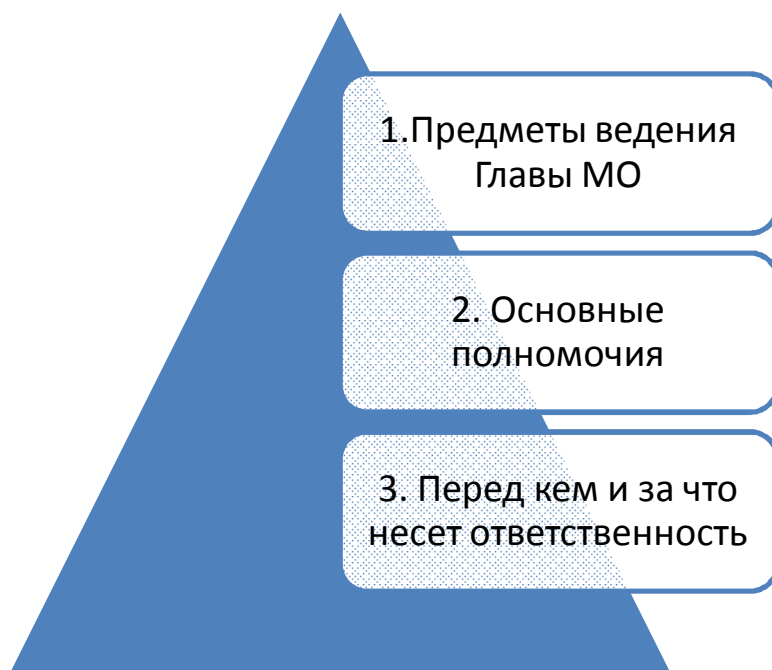 1.Предметы ведения
Главы МО
2. Основные
полномочия
3. Перед кем и за что
несет ответственность